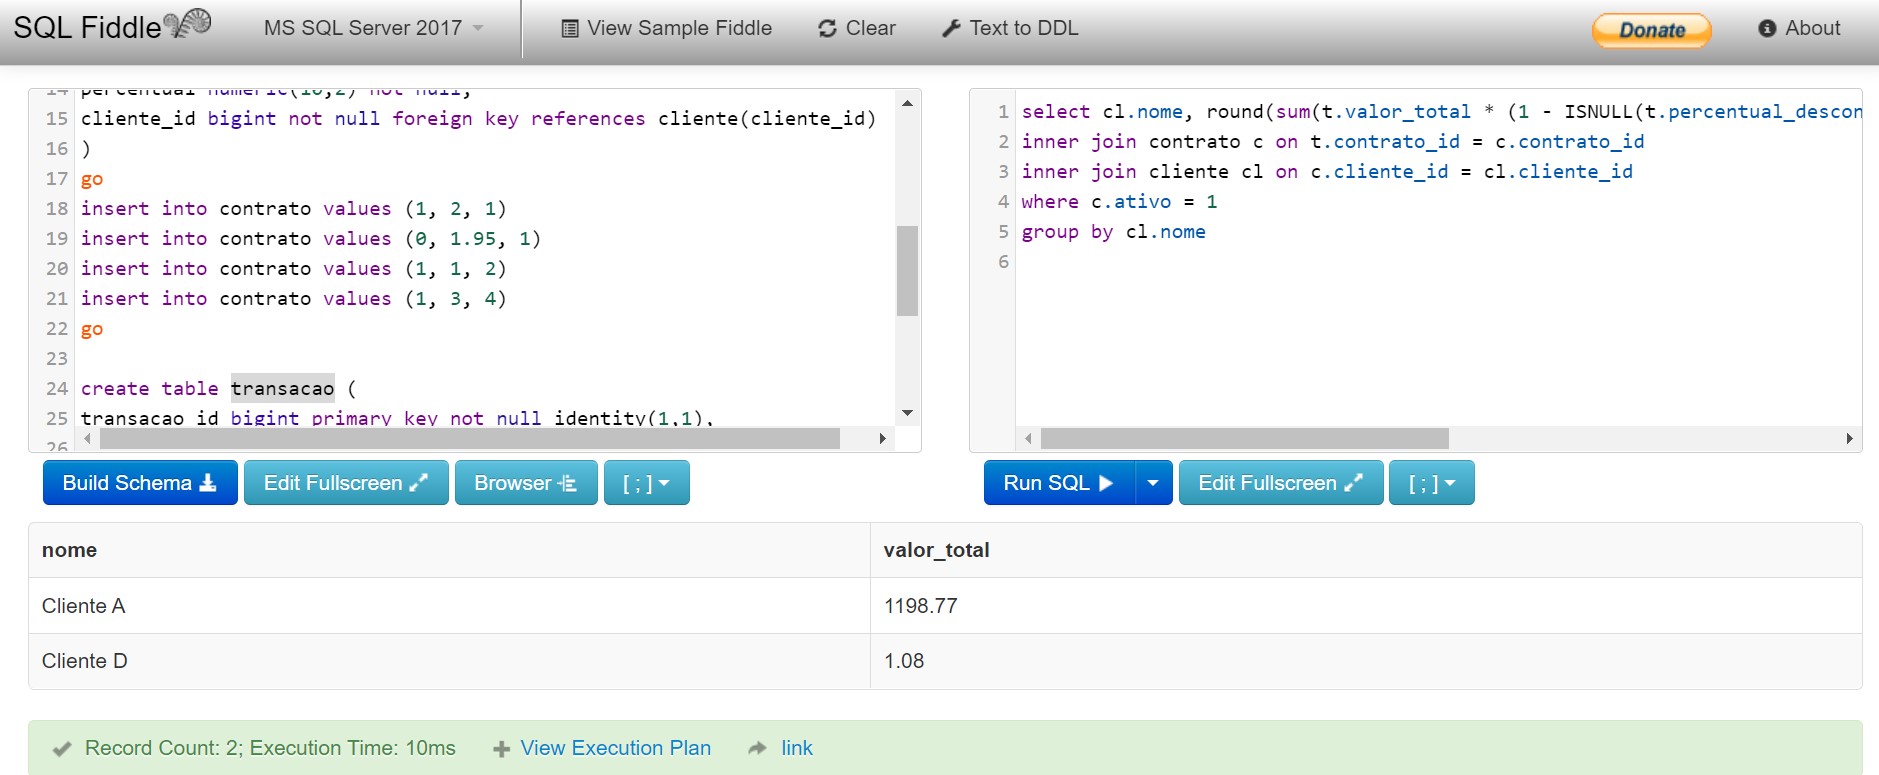 SQL Fiddle
MS SQL Server 2017
View Sample Fiddle
Clear
Text to DDL
Donate
About
14 percentual numeric(10,2) not null,
15 cliente_id bigint not null foreign key references cliente(cliente_id)
16 )
17 go
18 insert into contrato values (1, 2, 1)
19 insert into contrato values (0, 1.95, 1)
20 insert into contrato values (1, 1, 2)
21 insert into contrato values (1, 3, 4)
22 go
23
24 create table transacao (
25 transacao_id bigint primary key not null identity(1,1),
26
1 select cl.nome, round(sum(t.valor_total * (1 - ISNULL(t.percentual_descon
2 inner join contrato c on t.contrato_id = c.contrato_id
3 inner join cliente cl on c.cliente_id = cl.cliente_id
4 where c.ativo = 1
5 group by cl.nome
6
Build Schema
Edit Fullscreen
Browser
[ ; ]
Run SQL
Edit Fullscreen
[ ; ]
nome valor_total
Cliente A 1198.77
Cliente D 1.08
Record Count: 2; Execution Time: 10ms
View Execution Plan
link